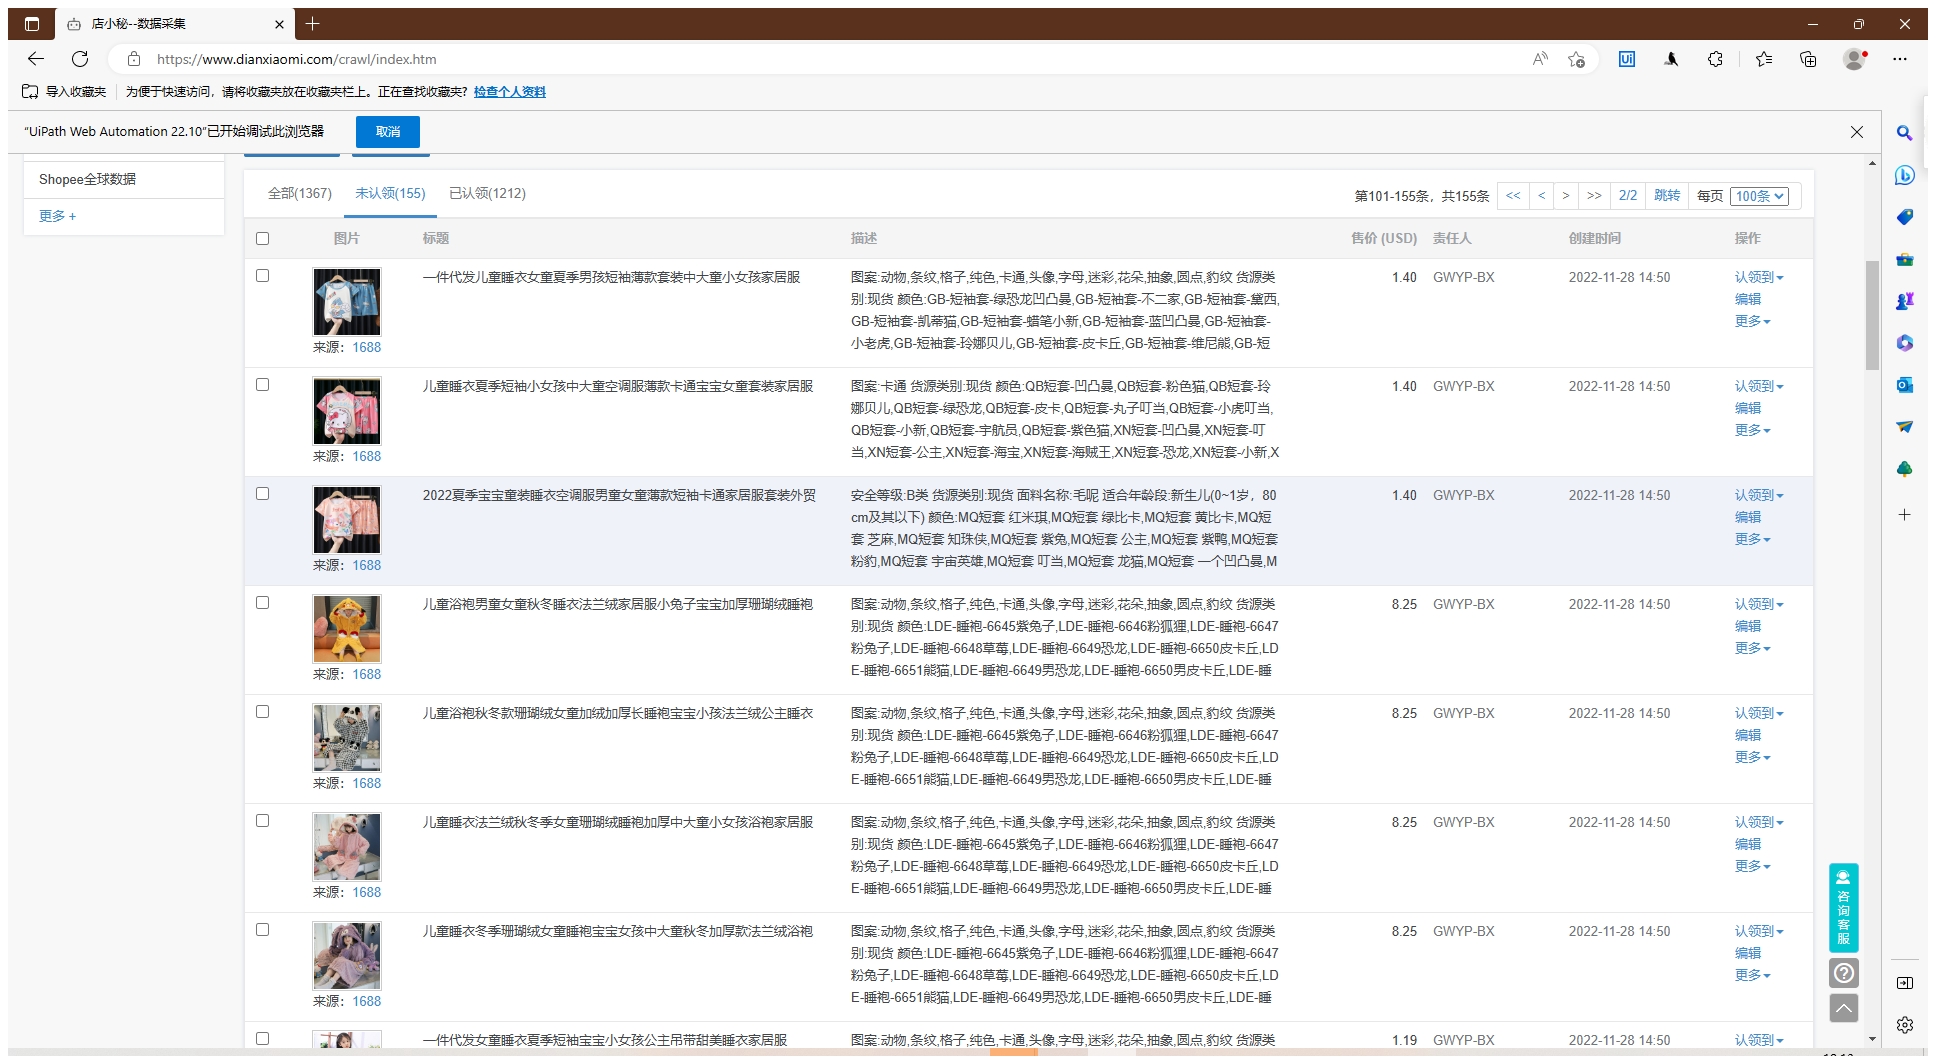 店小秘--数据采集
https://www.dianxiaomi.com/crawl/index.htm
导入收藏夹 为便于快速访问，请将收藏夹放在收藏夹栏上。正在查找收藏夹? 检查个人资料
“UiPath Web Automation 22.10”已开始调试此浏览器 取消
Shopee全球数据
更多 +
全部(1367) 未认领(155) 已认领(1212)
第101-155条，共155条 << < > >> 2/2 跳转 每页 100条
图片 标题 描述 售价 (USD) 责任人 创建时间 操作
一件代发儿童睡衣女童夏季男孩短袖薄款套装中大童小女孩家居服
图案:动物,条纹,格子,纯色,卡通,头像,字母,迷彩,花朵,抽象,圆点,豹纹 货源类
别:现货 颜色:GB-短袖套-绿恐龙凹凸曼,GB-短袖套-不二家,GB-短袖套-黛西,
GB-短袖套-凯蒂猫,GB-短袖套-蜡笔小新,GB-短袖套-蓝凹凸曼,GB-短袖套-
小老虎,GB-短袖套-玲娜贝儿,GB-短袖套-皮卡丘,GB-短袖套-维尼熊,GB-短
1.40 GWYP-BX 2022-11-28 14:50 认领到
编辑
更多
来源：1688
儿童睡衣夏季短袖小女孩中大童空调服薄款卡通宝宝女童套装家居服
图案:卡通 货源类别:现货 颜色:QB短套-凹凸曼,QB短套-粉色猫,QB短套-玲
娜贝儿,QB短套-绿恐龙,QB短套-皮卡,QB短套-丸子叮当,QB短套-小虎叮当,
QB短套-小新,QB短套-宇航员,QB短套-紫色猫,XN短套-凹凸曼,XN短套-叮
当,XN短套-公主,XN短套-海宝,XN短套-海贼王,XN短套-恐龙,XN短套-小新,X
1.40 GWYP-BX 2022-11-28 14:50 认领到
编辑
更多
来源：1688
2022夏季宝宝童装睡衣空调服男童女童薄款短袖卡通家居服套装外贸
安全等级:B类 货源类别:现货 面料名称:毛呢 适合年龄段:新生儿(0~1岁，80
cm及其以下) 颜色:MQ短套 红米琪,MQ短套 绿比卡,MQ短套 黄比卡,MQ短
套 芝麻,MQ短套 知珠侠,MQ短套 紫兔,MQ短套 公主,MQ短套 紫鸭,MQ短套
粉豹,MQ短套 宇宙英雄,MQ短套 叮当,MQ短套 龙猫,MQ短套 一个凹凸曼,M
1.40 GWYP-BX 2022-11-28 14:50 认领到
编辑
更多
来源：1688
儿童浴袍男童女童秋冬睡衣法兰绒家居服小兔子宝宝加厚珊瑚绒睡袍
图案:动物,条纹,格子,纯色,卡通,头像,字母,迷彩,花朵,抽象,圆点,豹纹 货源类
别:现货 颜色:LDE-睡袍-6645紫兔子,LDE-睡袍-6646粉狐狸,LDE-睡袍-6647
粉兔子,LDE-睡袍-6648草莓,LDE-睡袍-6649恐龙,LDE-睡袍-6650皮卡丘,LD
E-睡袍-6651熊猫,LDE-睡袍-6649男恐龙,LDE-睡袍-6650男皮卡丘,LDE-睡
8.25 GWYP-BX 2022-11-28 14:50 认领到
编辑
更多
来源：1688
儿童浴袍秋冬款珊瑚绒女童加绒加厚长睡袍宝宝小孩法兰绒公主睡衣
图案:动物,条纹,格子,纯色,卡通,头像,字母,迷彩,花朵,抽象,圆点,豹纹 货源类
别:现货 颜色:LDE-睡袍-6645紫兔子,LDE-睡袍-6646粉狐狸,LDE-睡袍-6647
粉兔子,LDE-睡袍-6648草莓,LDE-睡袍-6649恐龙,LDE-睡袍-6650皮卡丘,LD
E-睡袍-6651熊猫,LDE-睡袍-6649男恐龙,LDE-睡袍-6650男皮卡丘,LDE-睡
8.25 GWYP-BX 2022-11-28 14:50 认领到
编辑
更多
来源：1688
儿童睡衣法兰绒秋冬季女童珊瑚绒睡袍加厚中大童小女孩浴袍家居服
图案:动物,条纹,格子,纯色,卡通,头像,字母,迷彩,花朵,抽象,圆点,豹纹 货源类
别:现货 颜色:LDE-睡袍-6645紫兔子,LDE-睡袍-6646粉狐狸,LDE-睡袍-6647
粉兔子,LDE-睡袍-6648草莓,LDE-睡袍-6649恐龙,LDE-睡袍-6650皮卡丘,LD
E-睡袍-6651熊猫,LDE-睡袍-6649男恐龙,LDE-睡袍-6650男皮卡丘,LDE-睡
8.25 GWYP-BX 2022-11-28 14:50 认领到
编辑
更多
来源：1688
儿童睡衣冬季珊瑚绒女童睡袍宝宝女孩中大童秋冬加厚款法兰绒浴袍
图案:动物,条纹,格子,纯色,卡通,头像,字母,迷彩,花朵,抽象,圆点,豹纹 货源类
别:现货 颜色:LDE-睡袍-6645紫兔子,LDE-睡袍-6646粉狐狸,LDE-睡袍-6647
粉兔子,LDE-睡袍-6648草莓,LDE-睡袍-6649恐龙,LDE-睡袍-6650皮卡丘,LD
E-睡袍-6651熊猫,LDE-睡袍-6649男恐龙,LDE-睡袍-6650男皮卡丘,LDE-睡
8.25 GWYP-BX 2022-11-28 14:50 认领到
编辑
更多
来源：1688
一件代发女童睡衣夏季短袖宝宝小女孩公主吊带甜美睡衣家居服
图案:动物,条纹,格子,纯色,卡通,头像,字母,迷彩,花朵,抽象,圆点,豹纹 货源类
1.19 GWYP-BX 2022-11-28 14:50 认领到
咨询客服